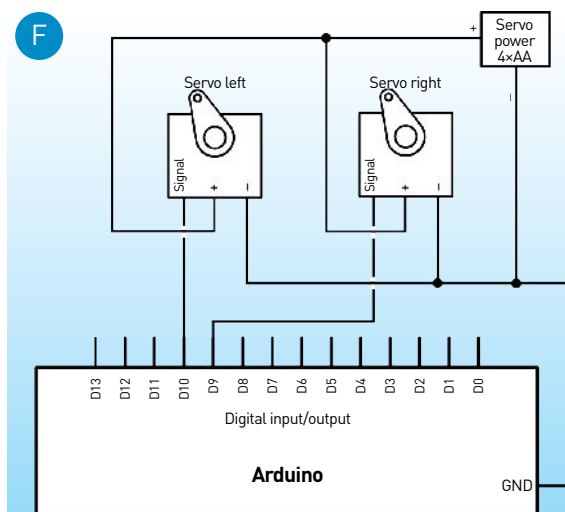 F
+
Servo
power
4×AA
–
Servo left
Servo right
Signal
+
–
Signal
+
–
D13
D12
D11
D10
D9
D8
D7
D6
D5
D4
D3
D2
D1
D0
Digital input/output
Arduino
GND